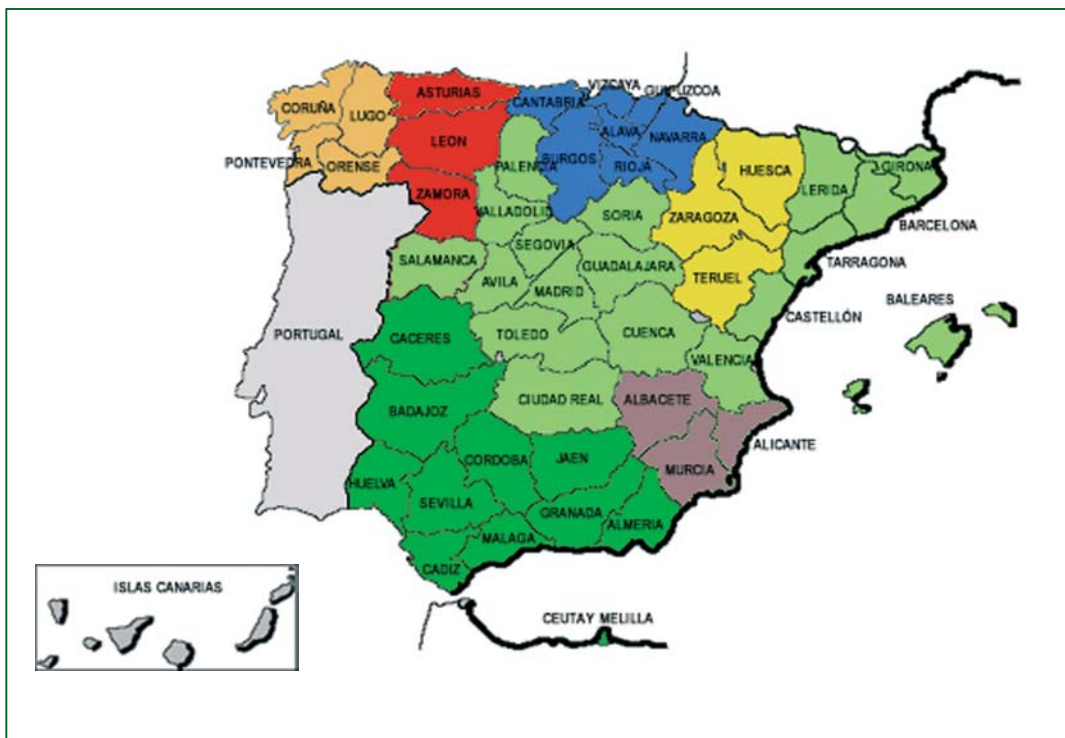 VIZCAYA
GUIPUZCOA
ASTURIAS
CANTABRIA
CORUÑA
LUGO
LEON
ALAVA
NAVARRA
PONTEVEDRA
ORENSE
PALENCIA
BURGOS
RIOJA
HUESCA
LERIDA
GIRONA
ZAMORA
VALLADOLID
SORIA
ZARAGOZA
BARCELONA
SALAMANCA
SEGOVIA
GUADALAJARA
AVILA
MADRID
TERUEL
TARRAGONA
BALEARES
CASTELLÓN
PORTUGAL
CACERES
TOLEDO
CUENCA
VALENCIA
BADAJOZ
CIUDAD REAL
ALBACETE
ALICANTE
CORDOBA
JAEN
MURCIA
HUELVA
SEVILLA
GRANADA
ALMERIA
MALAGA
CADIZ
ISLAS CANARIAS
CEUTAY MELILLA